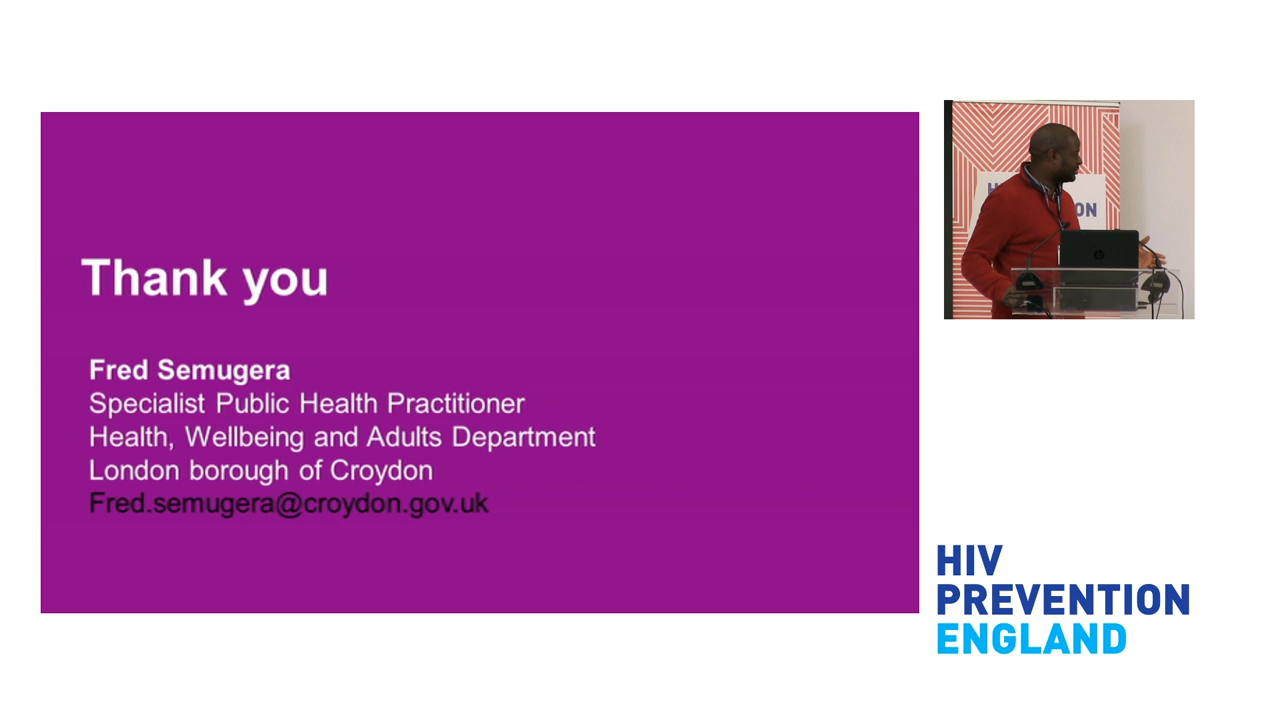 Thank you
Fred Semugera
Specialist Public Health Practitioner
Health, Wellbeing and Adults Department
London borough of Croydon
Fred.semugera@croydon.gov.uk
HIV
PREVENTION
ENGLAND